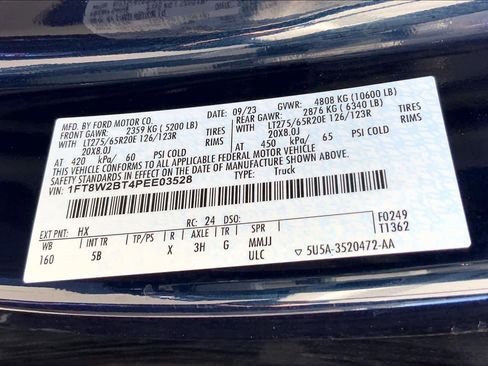 MFD. BY FORD MOTOR CO.
09/23 GVWR: 4808 KG (10600 LB)
FRONT GAWR: 2359 KG (5200 LB) REAR GAWR: 2876 KG (6340 LB)
WITH LT275/65R20E 126/123R WITH LT275/65R20E 126/123R
20X8.0J 20X8.0J
AT 420 kPa/ 60 PSI COLD AT 450 kPa/ 65 PSI COLD
THIS VEHICLE CONFORMS TO ALL APPLICABLE FEDERAL MOTOR VEHICLE
SAFETY STANDARDS IN EFFECT ON THE DATE OF MANUFACTURE SHOWN ABOVE.
VIN: 1FT8W2BT4PEE03528
TYPE: Truck
EXT PNT: HX RC: 24 DSO:
F0249
T1362
WB INT TR TP/PS R AXLE TR SPR
160 5B X 3H G MMJJ
ULC
5U5A-3520472-AA